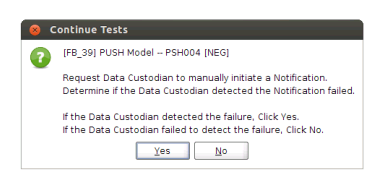 Continue Tests
[FB_39] PUSH Model -- PSH004 [NEG]
Request Data Custodian to manually initiate a Notification.
Determine if the Data Custodian detected the Notification failed.
If the Data Custodian detected the failure, Click Yes.
If the Data Custodian failed to detect the failure, Click No.
Yes No